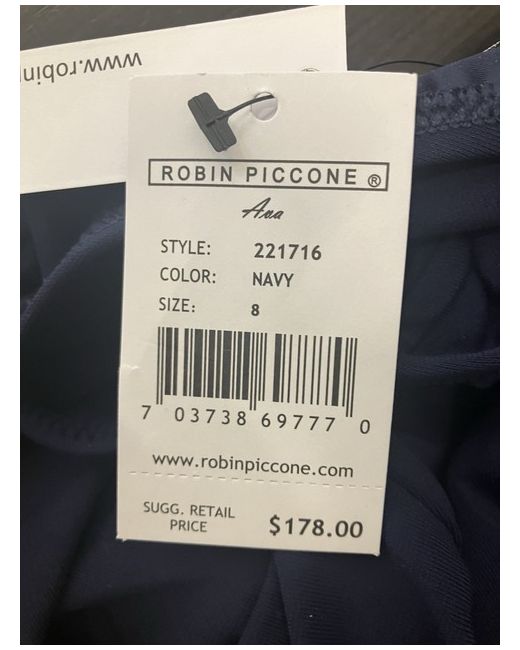 www.robin
ROBIN PICCONE ®
Ava
STYLE: 221716
COLOR: NAVY
SIZE: 8
7 03738 69777 0
www.robinpiccone.com
SUGG. RETAIL
PRICE $178.00